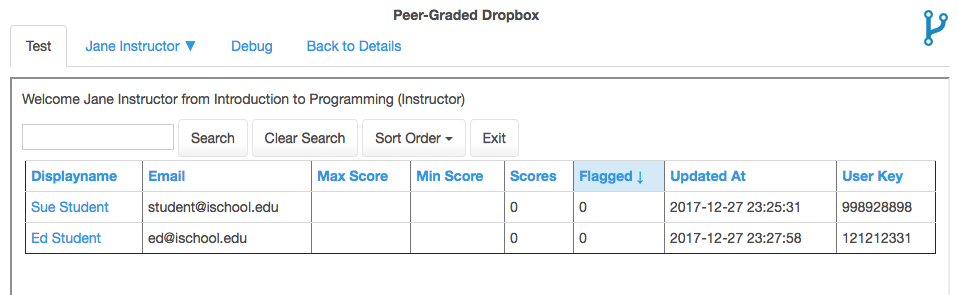 Peer-Graded Dropbox
Test Jane Instructor ▼ Debug Back to Details
Welcome Jane Instructor from Introduction to Programming (Instructor)
Search Clear Search Sort Order Exit
Displayname Email Max Score Min Score Scores Flagged ↓ Updated At User Key
Sue Student student@ischool.edu 0 0 2017-12-27 23:25:31 998928898
Ed Student ed@ischool.edu 0 0 2017-12-27 23:27:58 121212331